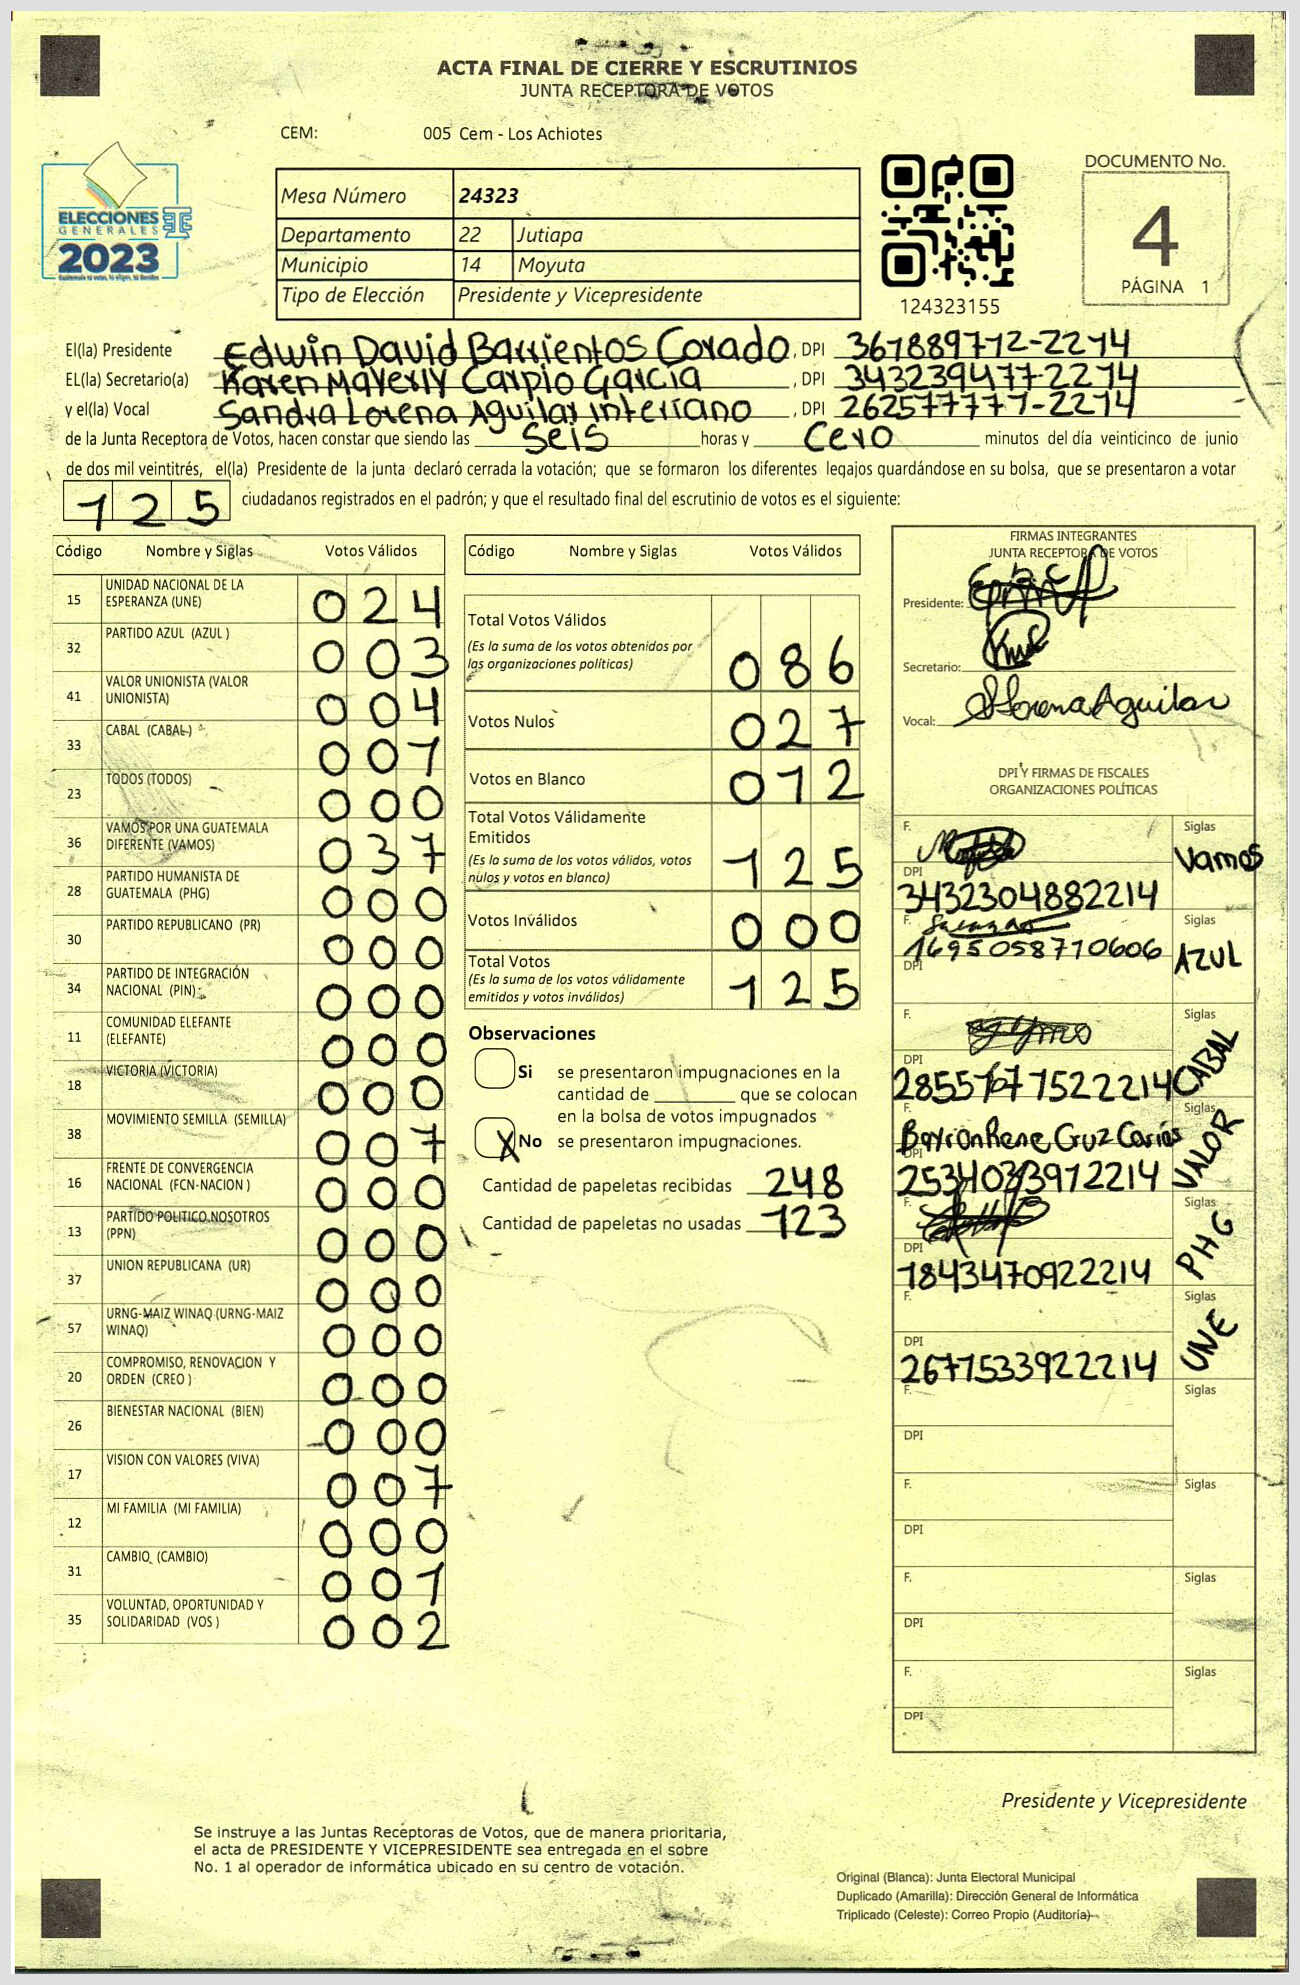 ACTA FINAL DE CIERRE Y ESCRUTINIOS
JUNTA RECEPTORA DE VOTOS
CEM: 005 Cem - Los Achiotes
ELECCIONES
GENERALES
2023
Mesa Número 24323
Departamento 22 Jutiapa
Municipio 14 Moyuta
Tipo de Elección Presidente y Vicepresidente
124323155
DOCUMENTO No.
4
PÁGINA 1
El(la) Presidente Edwin David Barrientos Corado, DPI 361889712-2214
EL(la) Secretario(a) Karen Maverly Carpio García, DPI 343239477-2214
y el(la) Vocal Sandra Lorena Aguilar Interiano, DPI 262577771-2214
de la Junta Receptora de Votos, hacen constar que siendo las Seis horas y Cero minutos del día veinticinco de junio
de dos mil veintitrés, el(la) Presidente de la junta declaró cerrada la votación; que se formaron los diferentes legajos quardándose en su bolsa, que se presentaron a votar
125 ciudadanos registrados en el padrón; y que el resultado final del escrutinio de votos es el siguiente:
Código Nombre y Siglas Votos Válidos
15 UNIDAD NACIONAL DE LA ESPERANZA (UNE) 024
32 PARTIDO AZUL (AZUL ) 003
41 VALOR UNIONISTA (VALOR UNIONISTA) 004
33 CABAL (CABAL ) 001
23 TODOS (TODOS) 000
36 VAMOS POR UNA GUATEMALA DIFERENTE (VAMOS) 037
28 PARTIDO HUMANISTA DE GUATEMALA (PHG) 000
30 PARTIDO REPUBLICANO (PR) 000
34 PARTIDO DE INTEGRACIÓN NACIONAL (PIN) 000
11 COMUNIDAD ELEFANTE (ELEFANTE) 000
18 VICTORIA (VICTORIA) 000
38 MOVIMIENTO SEMILLA (SEMILLA) 007
16 FRENTE DE CONVERGENCIA NACIONAL (FCN-NACION ) 000
13 PARTIDO POLITICO NOSOTROS (PPN) 000
37 UNION REPUBLICANA (UR) 000
57 URNG-MAIZ WINAQ (URNG-MAIZ WINAQ) 000
20 COMPROMISO, RENOVACION Y ORDEN (CREO ) 000
26 BIENESTAR NACIONAL (BIEN) 000
17 VISION CON VALORES (VIVA) 007
12 MI FAMILIA (MI FAMILIA) 000
31 CAMBIO (CAMBIO) 001
35 VOLUNTAD, OPORTUNIDAD Y SOLIDARIDAD (VOS ) 002
Código Nombre y Siglas Votos Válidos
Total Votos Válidos 086
(Es la suma de los votos obtenidos por
las organizaciones políticas)
Votos Nulos 027
Votos en Blanco 012
Total Votos Válidamente
Emitidos 125
(Es la suma de los votos válidos, votos
nulos y votos en blanco)
Votos Inválidos 000
Total Votos 125
(Es la suma de los votos válidamente
emitidos y votos inválidos)
Observaciones
Si se presentaron impugnaciones en la
cantidad de ________ que se colocan
en la bolsa de votos impugnados
X No se presentaron impugnaciones.
Cantidad de papeletas recibidas 248
Cantidad de papeletas no usadas 123
FIRMAS INTEGRANTES
JUNTA RECEPTORA DE VOTOS
Presidente:
Secretario:
Vocal: SLorena Aguilar
DPI Y FIRMAS DE FISCALES
ORGANIZACIONES POLÍTICAS
F. Siglas Vamos
DPI 3432304882214
F. Siglas AZUL
DPI 1695058710606
F. Siglas CABAL
DPI
F. Bayron Rene Cruz Carías Siglas VALOR
DPI
F. Siglas PHG
DPI 1843470922214
F. Siglas UNE
DPI 2671533922214
F. Siglas
DPI
F. Siglas
DPI
F. Siglas
DPI
F. Siglas
DPI
Presidente y Vicepresidente
Se instruye a las Juntas Receptoras de Votos, que de manera prioritaria,
el acta de PRESIDENTE Y VICEPRESIDENTE sea entregada en el sobre
No. 1 al operador de informática ubicado en su centro de votación.
Original (Blanca): Junta Electoral Municipal
Duplicado (Amarilla): Dirección General de Informática
Triplicado (Celeste): Correo Propio (Auditoría)